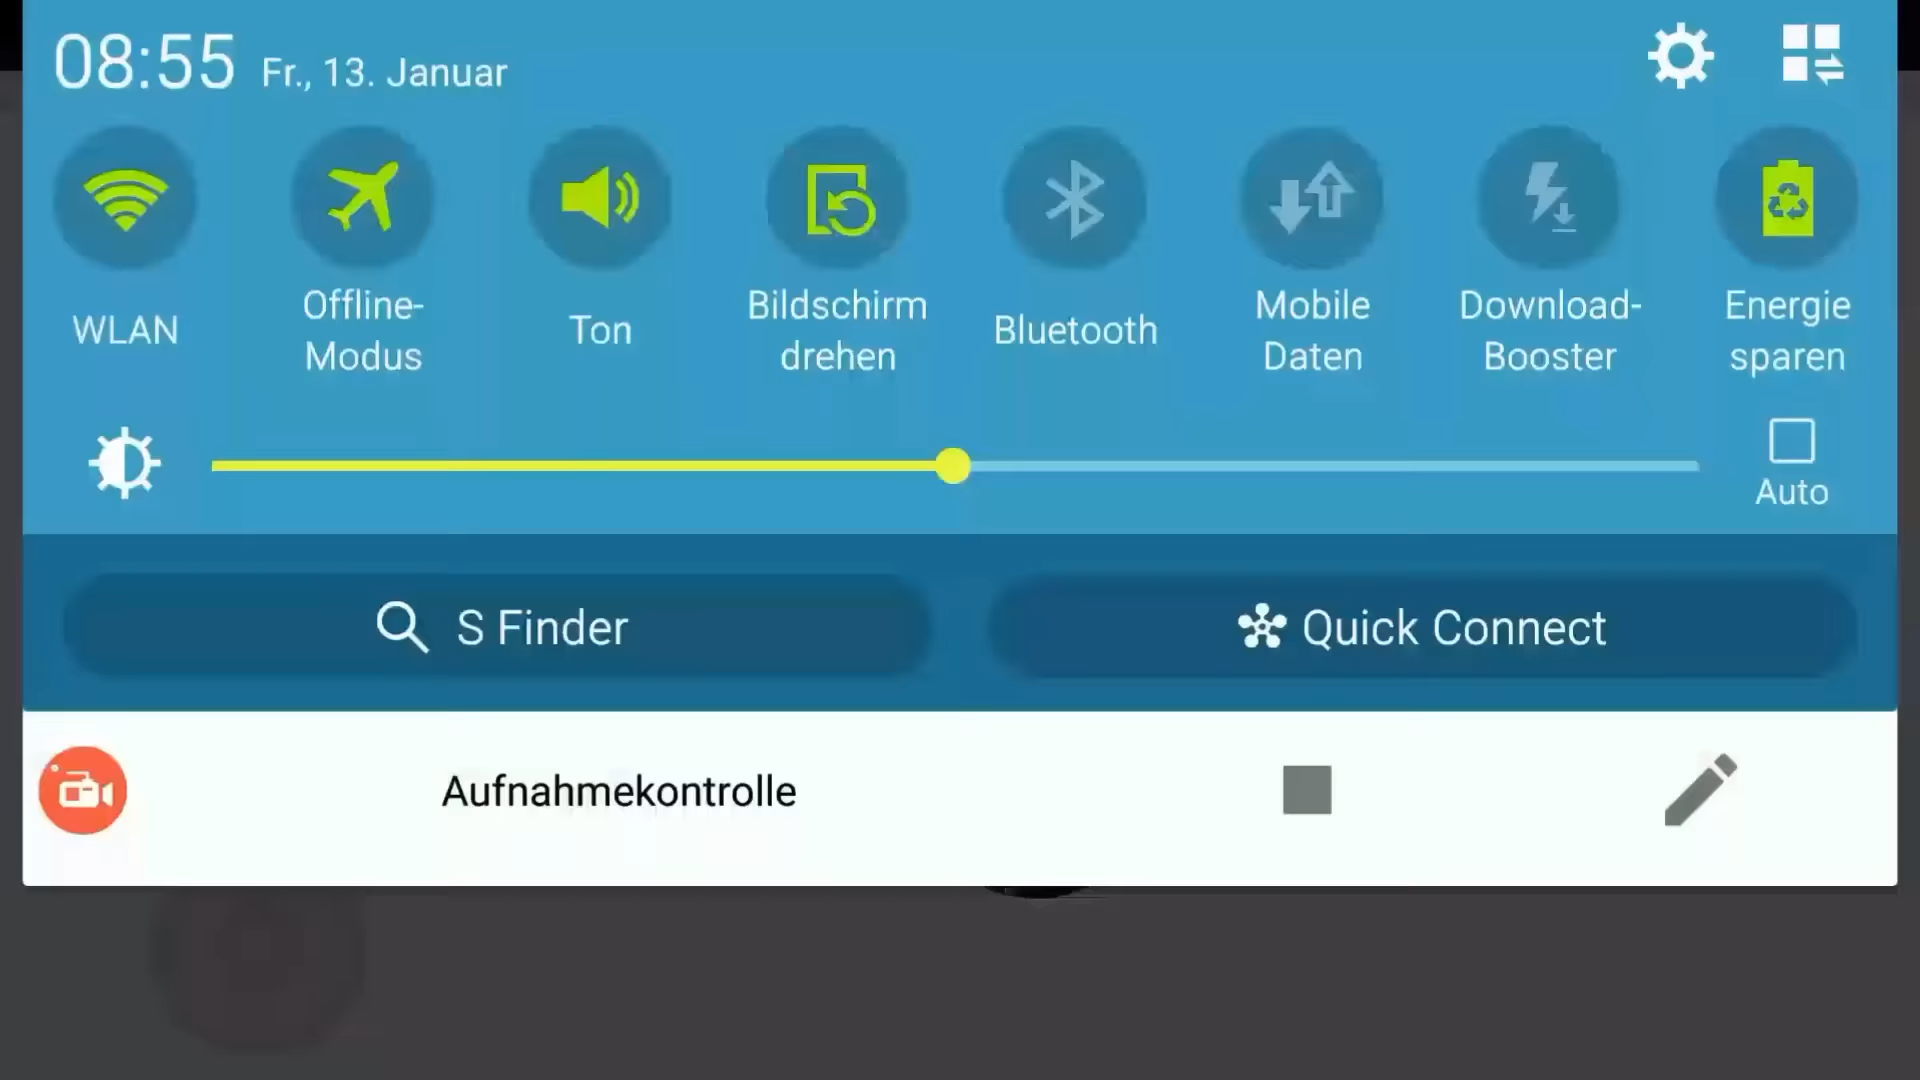 08:55 Fr., 13. Januar
WLAN
Offline-
Modus
Ton
Bildschirm
drehen
Bluetooth
Mobile
Daten
Download-
Booster
Energie
sparen
Auto
S Finder
Quick Connect
Aufnahmekontrolle